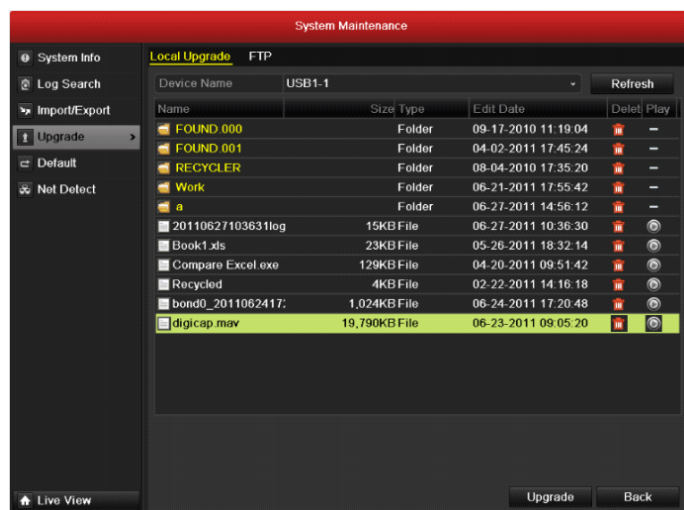 System Maintenance
System Info
Log Search
Import/Export
Upgrade >
Default
Net Detect
Live View
Local Upgrade FTP
Device Name USB1-1 Refresh
Name Size Type Edit Date Delet Play
FOUND.000 Folder 09-17-2010 11:19:04 –
FOUND.001 Folder 04-02-2011 17:45:24 –
RECYCLER Folder 08-04-2010 17:35:20 –
Work Folder 06-21-2011 17:55:42 –
a Folder 06-27-2011 14:56:12 –
20110627103631log 15KB File 06-27-2011 10:36:30
Book1.xls 23KB File 05-26-2011 18:32:14
Compare Excel.exe 129KB File 04-20-2011 09:51:42
Recycled 4KB File 02-22-2011 14:16:18
bond0_2011062417: 1,024KB File 06-24-2011 17:20:48
digicap.mav 19,790KB File 06-23-2011 09:05:20
Upgrade Back